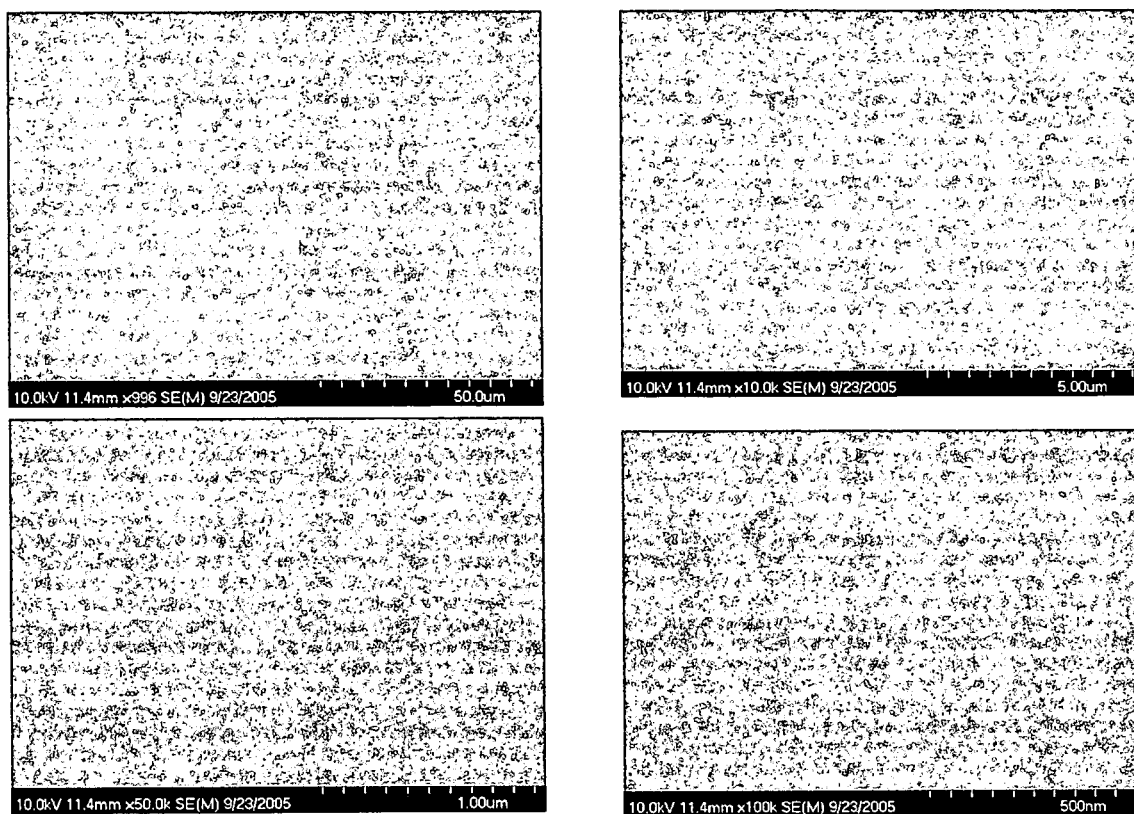 10.0kV 11.4mm x996 SE(M) 9/23/2005 50.0um
10.0kV 11.4mm x10.0k SE(M) 9/23/2005 5.00um
10.0kV 11.4mm x50.0k SE(M) 9/23/2005 1.00um
10.0kV 11.4mm x100k SE(M) 9/23/2005 500nm